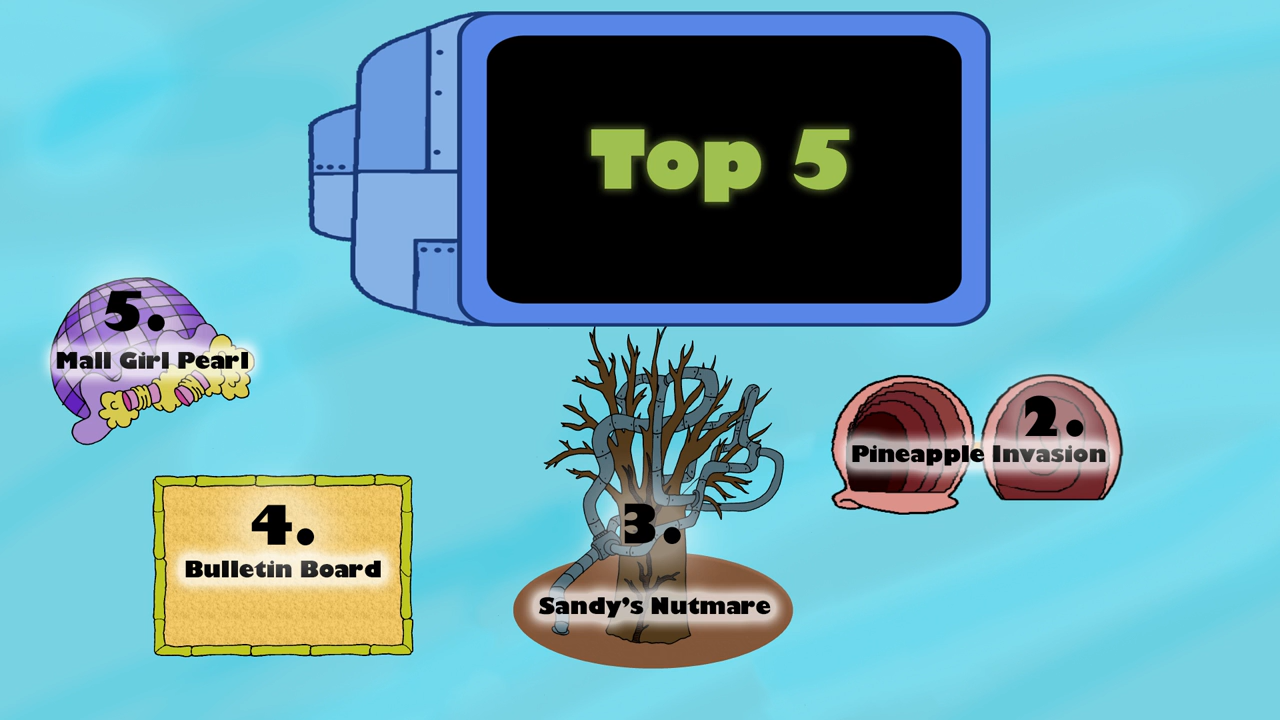 Top 5
5.
Mall Girl Pearl
4.
Bulletin Board
3.
Sandy's Nutmare
2.
Pineapple Invasion